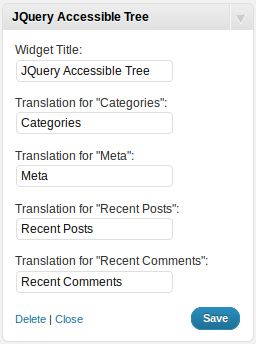 JQuery Accessible Tree
Widget Title:
JQuery Accessible Tree
Translation for "Categories":
Categories
Translation for "Meta":
Meta
Translation for "Recent Posts":
Recent Posts
Translation for "Recent Comments":
Recent Comments
Delete | Close Save